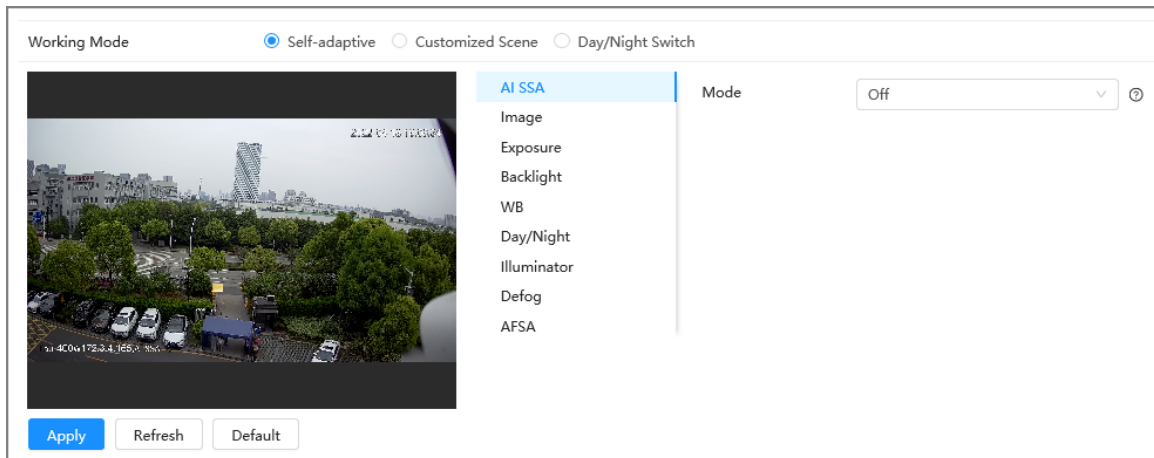 Working Mode Self-adaptive Customized Scene Day/Night Switch
AI SSA
Mode Off
Image
Exposure
Backlight
WB
Day/Night
Illuminator
Defog
AFSA
Apply Refresh Default